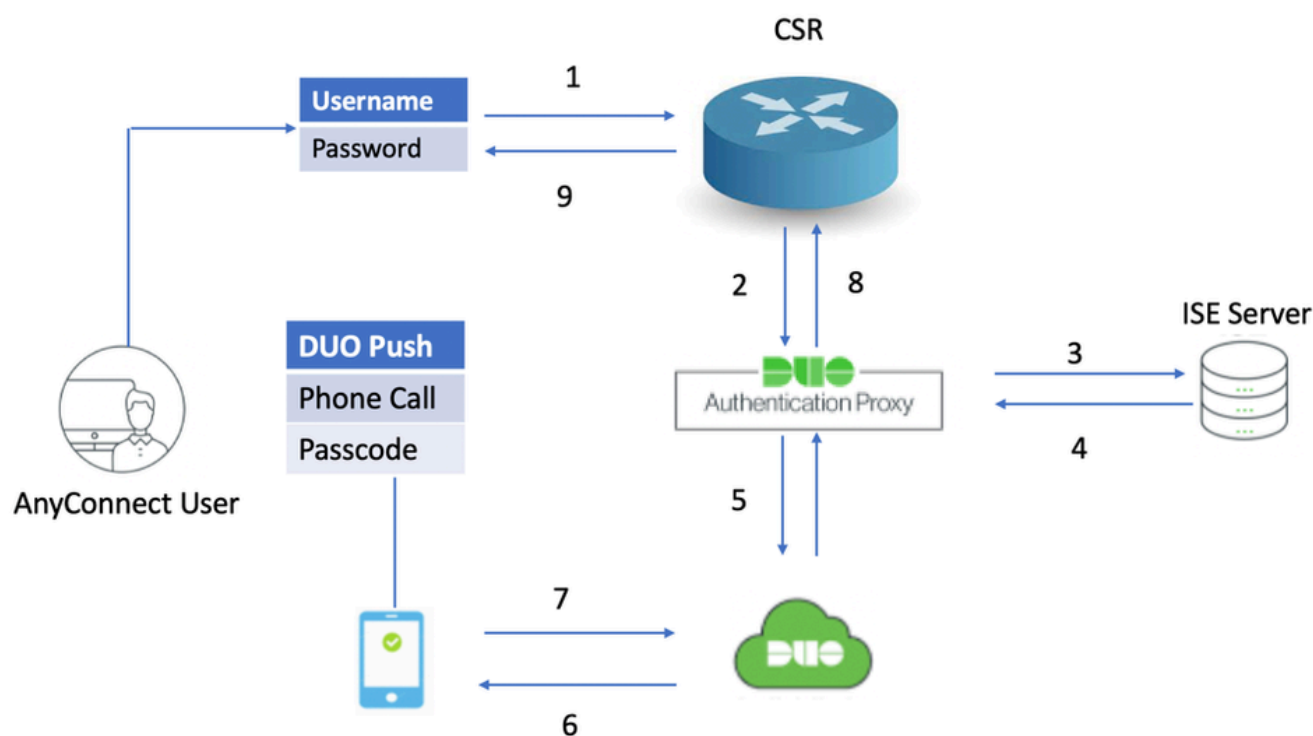 CSR
1
Username
Password
9
2
8
ISE Server
DUO Push
3
Phone Call
DUO
Authentication Proxy
Passcode
4
AnyConnect User
5
7
DUO
6